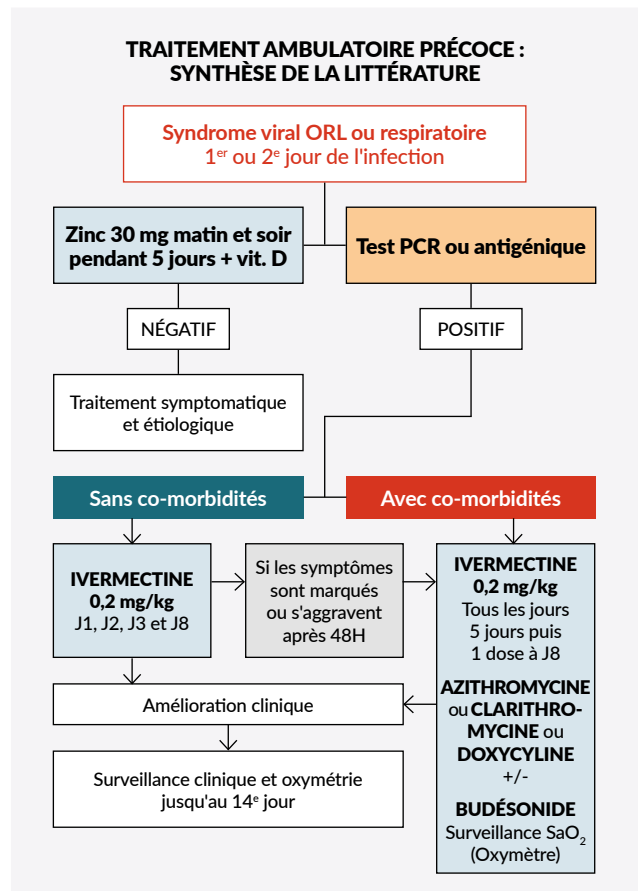 TRAITEMENT AMBULATOIRE PRÉCOCE :
SYNTHÈSE DE LA LITTÉRATURE
Syndrome viral ORL ou respiratoire
1er ou 2e jour de l'infection
Zinc 30 mg matin et soir
pendant 5 jours + vit. D
Test PCR ou antigénique
NÉGATIF
POSITIF
Traitement symptomatique
et étiologique
Sans co-morbidités
Avec co-morbidités
IVERMECTINE
0,2 mg/kg
J1, J2, J3 et J8
Si les symptômes
sont marqués
ou s'aggravent
après 48H
IVERMECTINE
0,2 mg/kg
Tous les jours
5 jours puis
1 dose à J8
AZITHROMYCINE
ou CLARITHRO-
MYCINE ou
DOXYCYLINE
+/-
BUDÉSONIDE
Surveillance SaO2
(Oxymètre)
Amélioration clinique
Surveillance clinique et oxymétrie
jusqu'au 14e jour